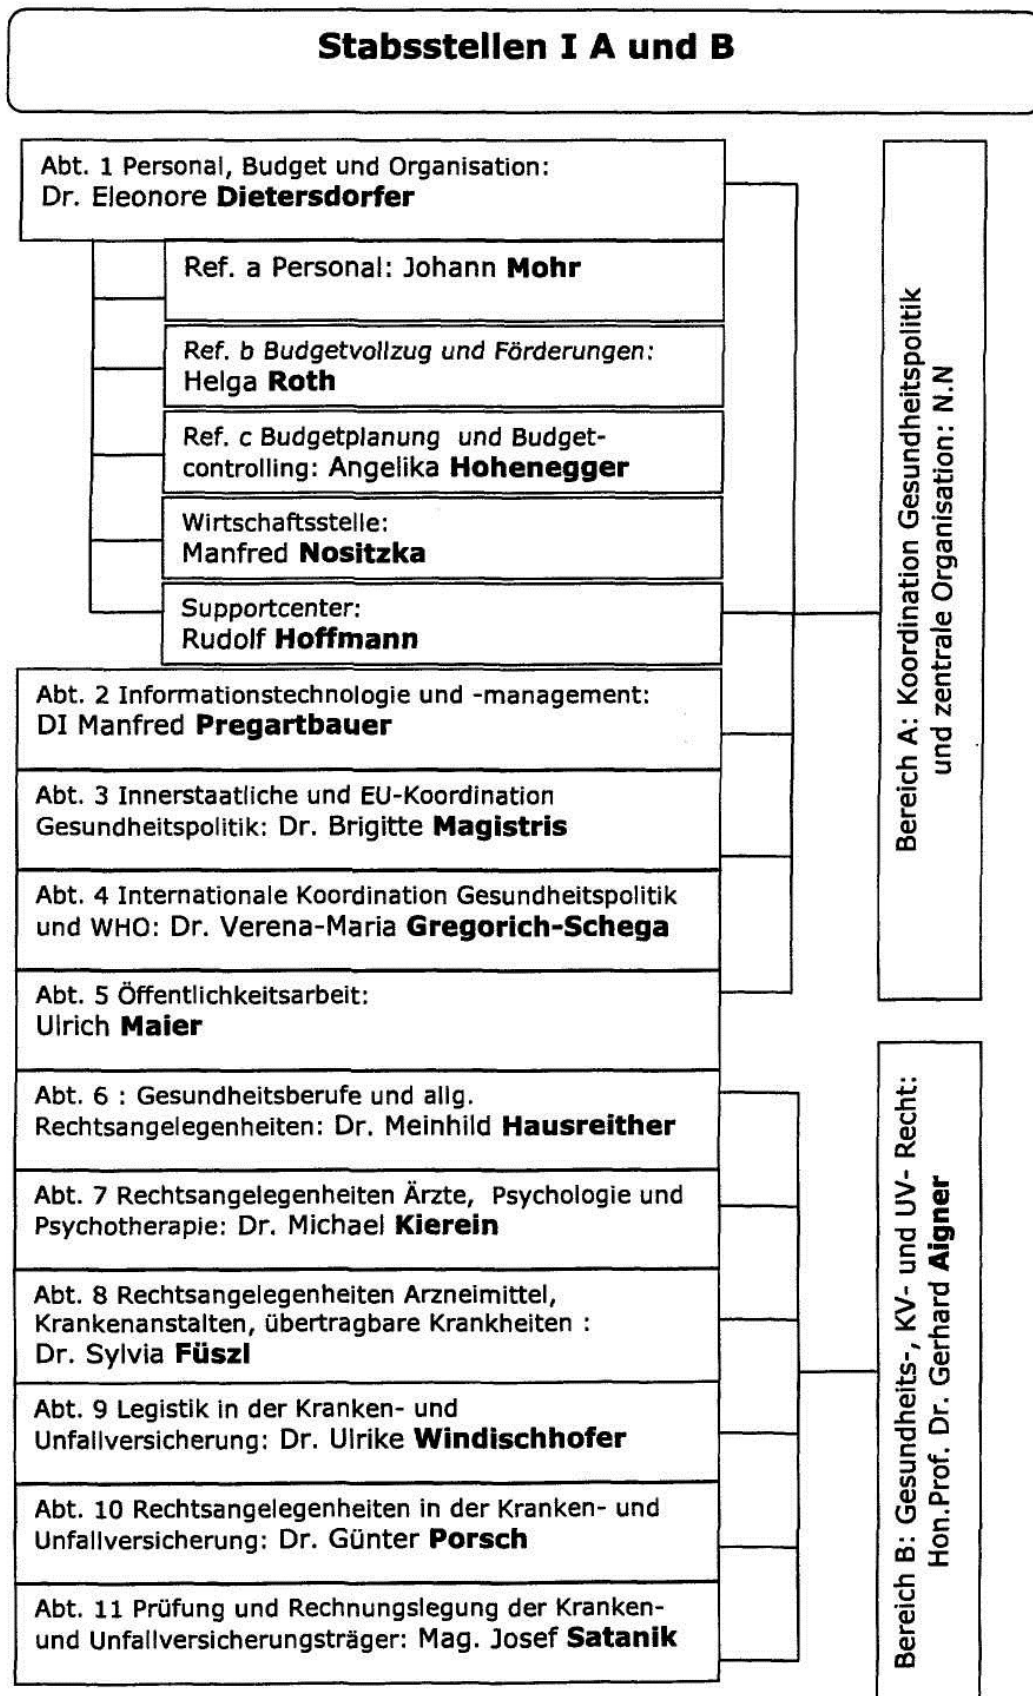 Stabsstellen I A und B
Abt. 1 Personal, Budget und Organisation:
Dr. Eleonore Dietersdorfer
Ref. a Personal: Johann Mohr
Ref. b Budgetvollzug und Förderungen:
Helga Roth
Ref. c Budgetplanung und Budget-
controlling: Angelika Hohenegger
Wirtschaftsstelle:
Manfred Nositzka
Supportcenter:
Rudolf Hoffmann
Abt. 2 Informationstechnologie und -management:
DI Manfred Pregartbauer
Abt. 3 Innerstaatliche und EU-Koordination
Gesundheitspolitik: Dr. Brigitte Magistris
Abt. 4 Internationale Koordination Gesundheitspolitik
und WHO: Dr. Verena-Maria Gregorich-Schega
Abt. 5 Öffentlichkeitsarbeit:
Ulrich Maier
Abt. 6 : Gesundheitsberufe und allg.
Rechtsangelegenheiten: Dr. Meinhild Hausreither
Abt. 7 Rechtsangelegenheiten Ärzte, Psychologie und
Psychotherapie: Dr. Michael Kierein
Abt. 8 Rechtsangelegenheiten Arzneimittel,
Krankenanstalten, übertragbare Krankheiten :
Dr. Sylvia Füszl
Abt. 9 Legistik in der Kranken- und
Unfallversicherung: Dr. Ulrike Windischhofer
Abt. 10 Rechtsangelegenheiten in der Kranken- und
Unfallversicherung: Dr. Günter Porsch
Abt. 11 Prüfung und Rechnungslegung der Kranken-
und Unfallversicherungsträger: Mag. Josef Satanik
Bereich A: Koordination Gesundheitspolitik
und zentrale Organisation: N.N
Bereich B: Gesundheits-, KV- und UV- Recht:
Hon.Prof. Dr. Gerhard Aigner